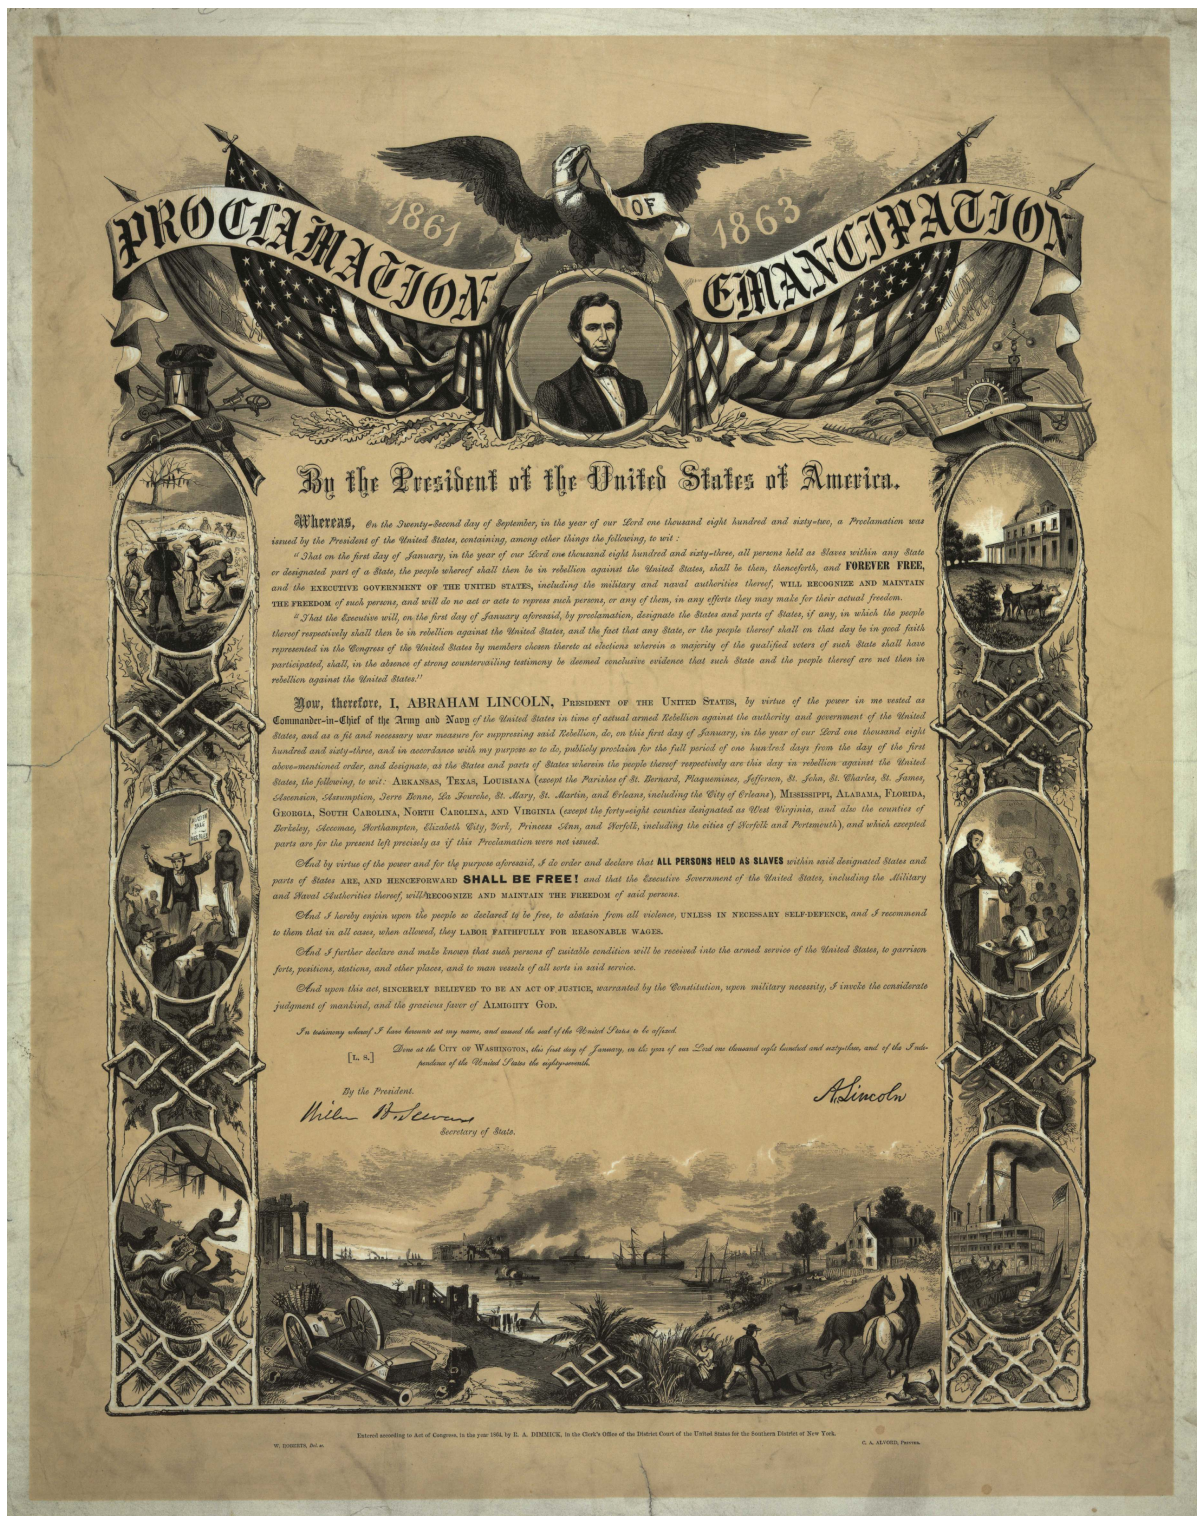 PROCLAMATION
1861
OF
1863
EMANCIPATION
By the President of the United States of America.
Whereas, On the Twenty-Second day of September, in the year of our Lord one thousand eight hundred and sixty-two, a Proclamation was
issued by the President of the United States, containing, among other things the following, to wit :
"That on the first day of January, in the year of our Lord one thousand eight hundred and sixty-three, all persons held as Slaves within any State
or designated part of a State, the people whereof shall then be in rebellion against the United States, shall be then, thenceforth, and FOREVER FREE,
and the EXECUTIVE GOVERNMENT OF THE UNITED STATES, including the military and naval authorities thereof, WILL RECOGNIZE AND MAINTAIN
THE FREEDOM of such persons, and will do no act or acts to repress such persons, or any of them, in any efforts they may make for their actual freedom.
"That the Executive will, on the first day of January aforesaid, by proclamation, designate the States and parts of States, if any, in which the people
thereof respectively shall then be in rebellion against the United States, and the fact that any State, or the people thereof shall on that day be in good faith
represented in the Congress of the United States by members chosen thereto at elections wherein a majority of the qualified voters of such State shall have
participated, shall, in the absence of strong countervailing testimony be deemed conclusive evidence that such State and the people thereof are not then in
rebellion against the United States."
Now, therefore, I, ABRAHAM LINCOLN, PRESIDENT OF THE UNITED STATES, by virtue of the power in me vested as
Commander-in-Chief of the Army and Navy of the United States in time of actual armed Rebellion against the authority and government of the United
States, and as a fit and necessary war measure for suppressing said Rebellion, do, on this first day of January, in the year of our Lord one thousand eight
hundred and sixty-three, and in accordance with my purpose so to do, publicly proclaim for the full period of one hundred days from the day of the first
above-mentioned order, and designate, as the States and parts of States wherein the people thereof respectively are this day in rebellion against the United
States, the following, to wit: ARKANSAS, TEXAS, LOUISIANA (except the Parishes of St. Bernard, Plaquemines, Jefferson, St. John, St. Charles, St. James,
Ascension, Assumption, Terre Bonne, La Fourche, St. Mary, St. Martin, and Orleans, including the City of Orleans), MISSISSIPPI, ALABAMA, FLORIDA,
GEORGIA, SOUTH CAROLINA, NORTH CAROLINA, AND VIRGINIA (except the forty-eight counties designated as West Virginia, and also the counties of
Berkeley, Accomac, Northampton, Elizabeth City, York, Princess Ann, and Norfolk, including the cities of Norfolk and Portsmouth), and which excepted
parts are for the present left precisely as if this Proclamation were not issued.
And by virtue of the power and for the purpose aforesaid, I do order and declare that ALL PERSONS HELD AS SLAVES within said designated States and
parts of States ARE, AND HENCEFORWARD SHALL BE FREE! and that the Executive Government of the United States, including the Military
and Naval Authorities thereof, will RECOGNIZE AND MAINTAIN THE FREEDOM of said persons.
And I hereby enjoin upon the people so declared to be free, to abstain from all violence, UNLESS IN NECESSARY SELF-DEFENCE, and I recommend
to them that in all cases, when allowed, they LABOR FAITHFULLY FOR REASONABLE WAGES.
And I further declare and make known that such persons of suitable condition will be received into the armed service of the United States, to garrison
forts, positions, stations, and other places, and to man vessels of all sorts in said service.
And upon this act, SINCERELY BELIEVED TO BE AN ACT OF JUSTICE, warranted by the Constitution, upon military necessity, I invoke the considerate
judgment of mankind, and the gracious favor of ALMIGHTY GOD.
In testimony whereof I have hereunto set my name, and caused the seal of the United States to be affixed.
Done at the CITY OF WASHINGTON, this first day of January, in the year of our Lord one thousand eight hundred and sixty-three, and of the Inde-
[L. S.]
pendence of the United States the eighty-seventh.
By the President.
A. Lincoln
William H. Seward
Secretary of State.
Entered according to Act of Congress, in the year 1864, by R. A. DIMMICK, in the Clerk's Office of the District Court of the United States for the Southern District of New York.
W. ROBERTS, Del. sc.
C. A. ALVORD, Printer.